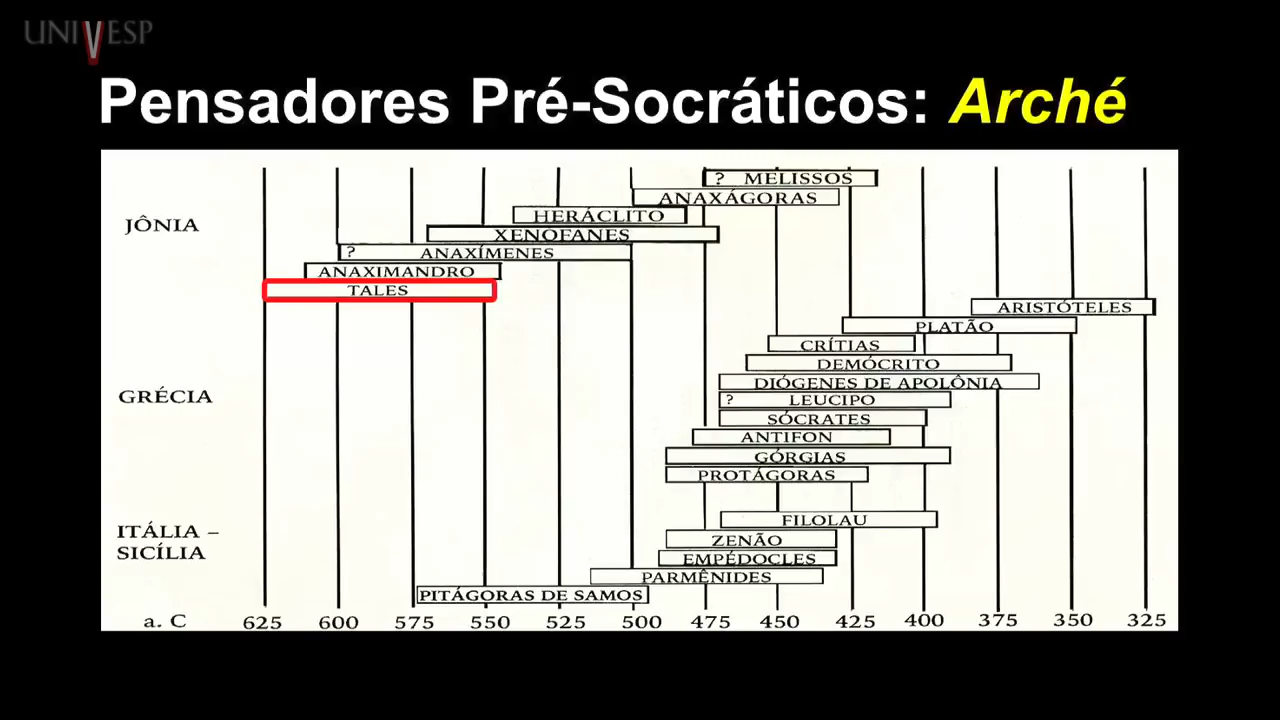 UNIVESP
Pensadores Pré-Socráticos: Arché
? MELISSOS
ANAXÁGORAS
JÔNIA
HERÁCLITO
XENOFANES
? ANAXÍMENES
ANAXIMANDRO
TALES
ARISTÓTELES
PLATÃO
CRÍTIAS
DEMÓCRITO
DIÓGENES DE APOLÔNIA
GRÉCIA
? LEUCIPO
SÓCRATES
ANTIFON
GÓRGIAS
PROTÁGORAS
FILOLAU
ITÁLIA –
SICÍLIA
ZENÃO
EMPÉDOCLES
PARMÊNIDES
PITÁGORAS DE SAMOS
a. C 625 600 575 550 525 500 475 450 425 400 375 350 325